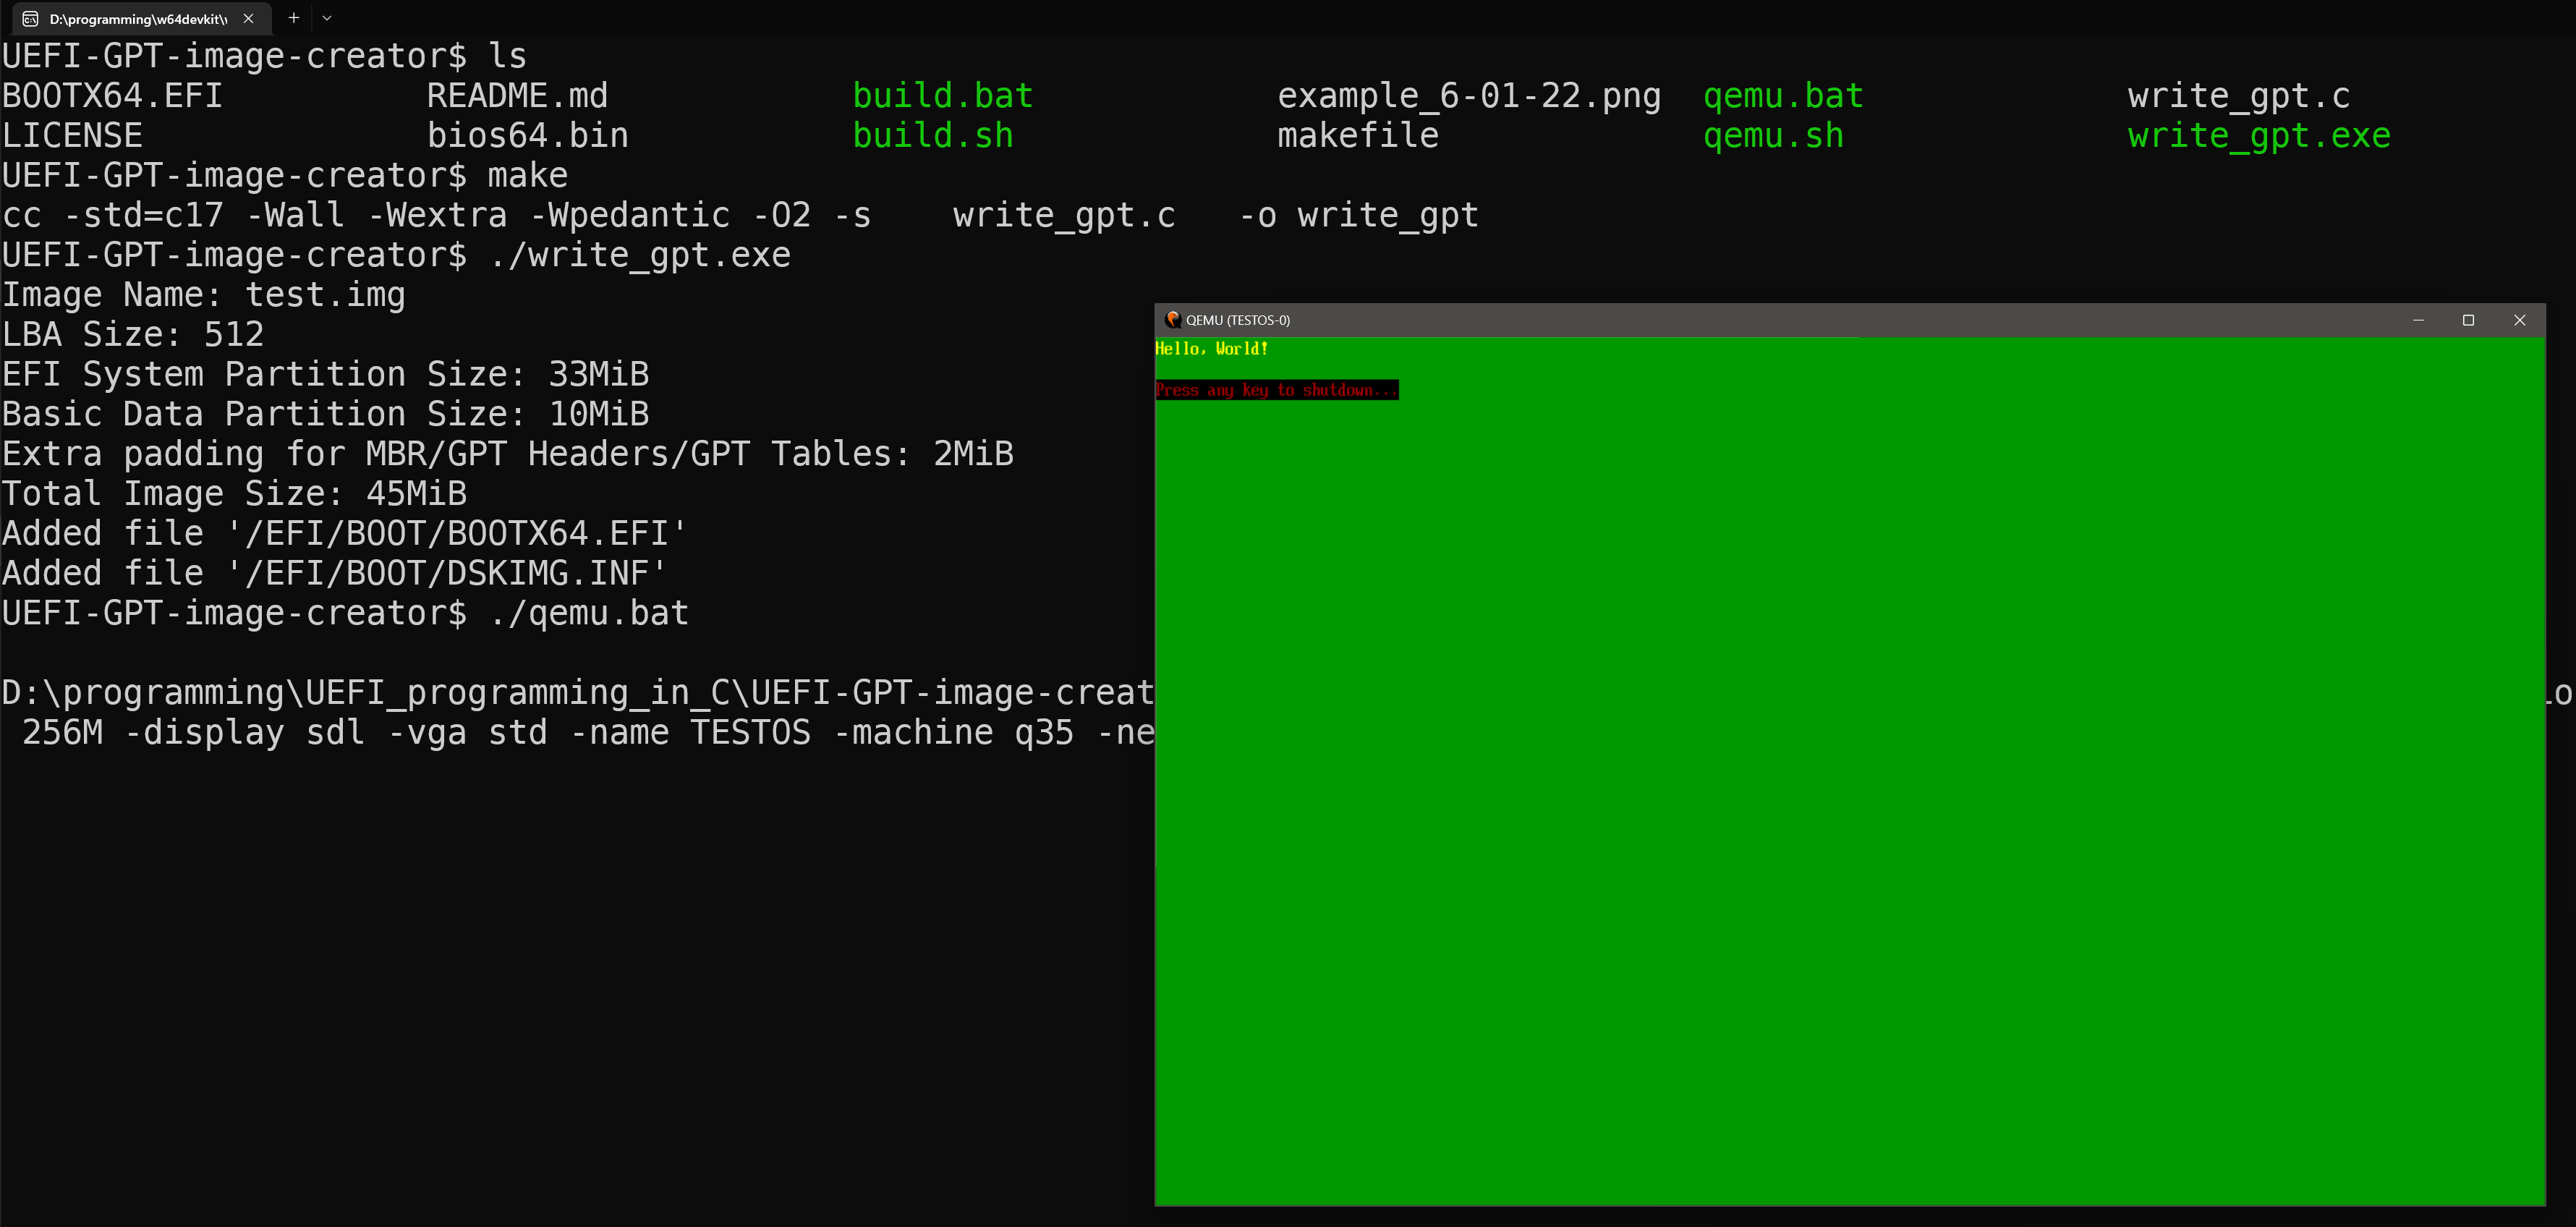 D:\programming\w64devkit\
UEFI-GPT-image-creator$ ls
BOOTX64.EFI README.md build.bat example_6-01-22.png qemu.bat write_gpt.c
LICENSE bios64.bin build.sh makefile qemu.sh write_gpt.exe
UEFI-GPT-image-creator$ make
cc -std=c17 -Wall -Wextra -Wpedantic -O2 -s write_gpt.c -o write_gpt
UEFI-GPT-image-creator$ ./write_gpt.exe
Image Name: test.img
LBA Size: 512
EFI System Partition Size: 33MiB
Basic Data Partition Size: 10MiB
Extra padding for MBR/GPT Headers/GPT Tables: 2MiB
Total Image Size: 45MiB
Added file '/EFI/BOOT/BOOTX64.EFI'
Added file '/EFI/BOOT/DSKIMG.INF'
UEFI-GPT-image-creator$ ./qemu.bat
D:\programming\UEFI_programming_in_C\UEFI-GPT-image-creat
256M -display sdl -vga std -name TESTOS -machine q35 -ne
QEMU (TESTOS-0)
Hello, World!
Press any key to shutdown...